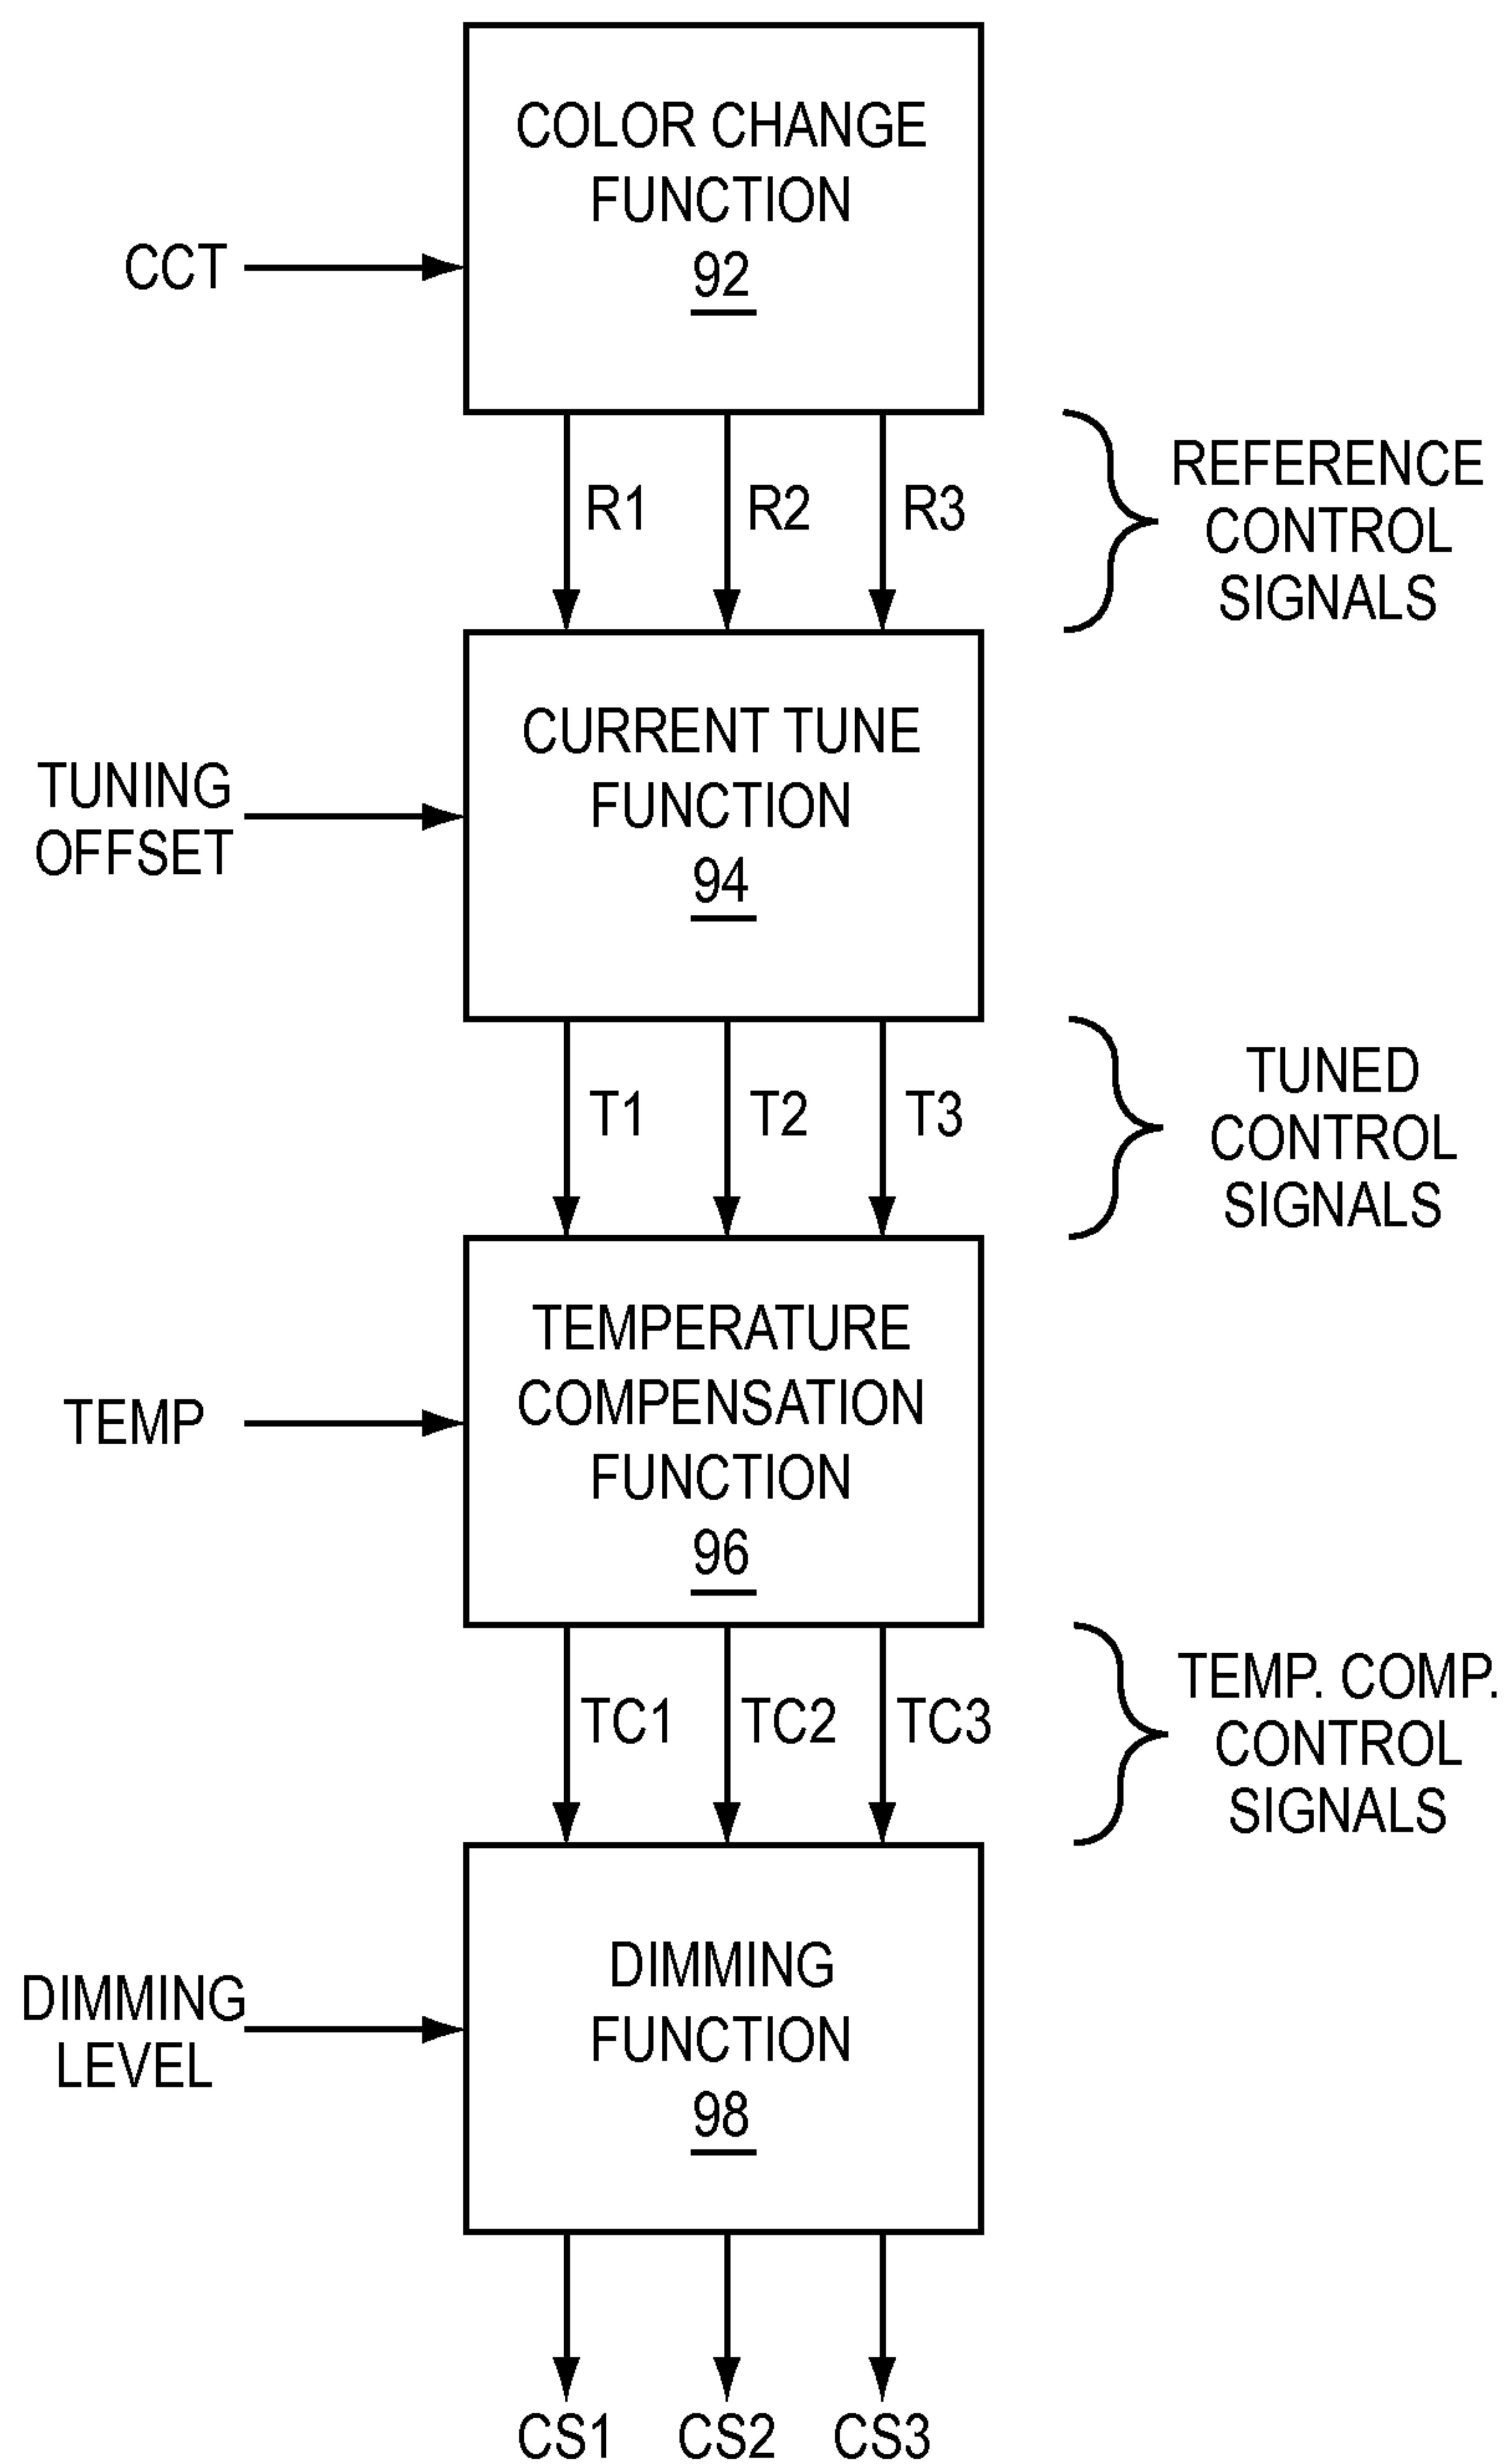 COLOR CHANGE
FUNCTION
92
CCT
R1 R2 R3
REFERENCE
CONTROL
SIGNALS
CURRENT TUNE
FUNCTION
94
TUNING
OFFSET
T1 T2 T3
TUNED
CONTROL
SIGNALS
TEMPERATURE
COMPENSATION
FUNCTION
96
TEMP
TC1 TC2 TC3
TEMP. COMP.
CONTROL
SIGNALS
DIMMING
FUNCTION
98
DIMMING
LEVEL
CS1 CS2 CS3